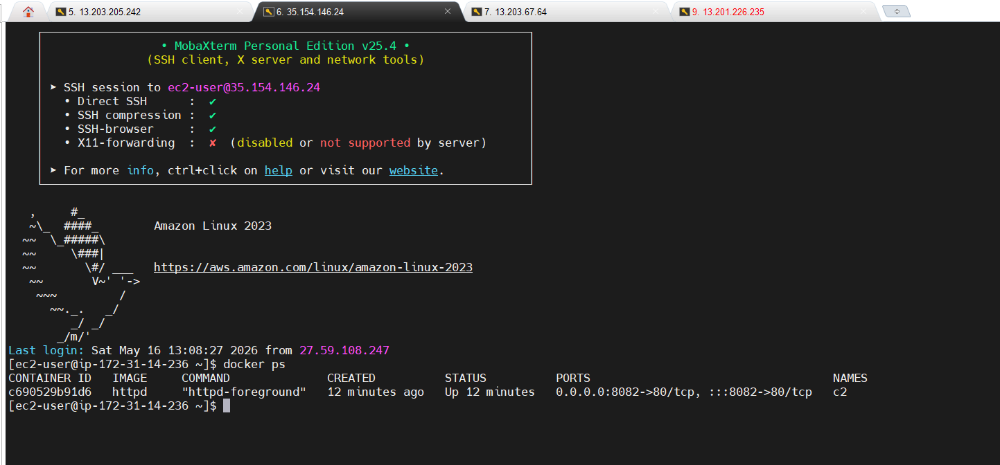 5. 13.203.205.242
6. 35.154.146.24
7. 13.203.67.64
9. 13.201.226.235
• MobaXterm Personal Edition v25.4 •
(SSH client, X server and network tools)
➤ SSH session to ec2-user@35.154.146.24
• Direct SSH : ✔
• SSH compression : ✔
• SSH-browser : ✔
• X11-forwarding : ✘ (disabled or not supported by server)
➤ For more info, ctrl+click on help or visit our website.
   ,     #_
   ~\_  ####_        Amazon Linux 2023
  ~~  \_#####\
  ~~     \###|
  ~~       \#/ ___   https://aws.amazon.com/linux/amazon-linux-2023
   ~~       V~' '->
    ~~~         /
      ~~._.   _/
         _/ _/
       _/m/'
Last login: Sat May 16 13:08:27 2026 from 27.59.108.247
[ec2-user@ip-172-31-14-236 ~]$ docker ps
CONTAINER ID   IMAGE     COMMAND              CREATED          STATUS          PORTS                                   NAMES
c690529b91d6   httpd     "httpd-foreground"   12 minutes ago   Up 12 minutes   0.0.0.0:8082->80/tcp, :::8082->80/tcp   c2
[ec2-user@ip-172-31-14-236 ~]$